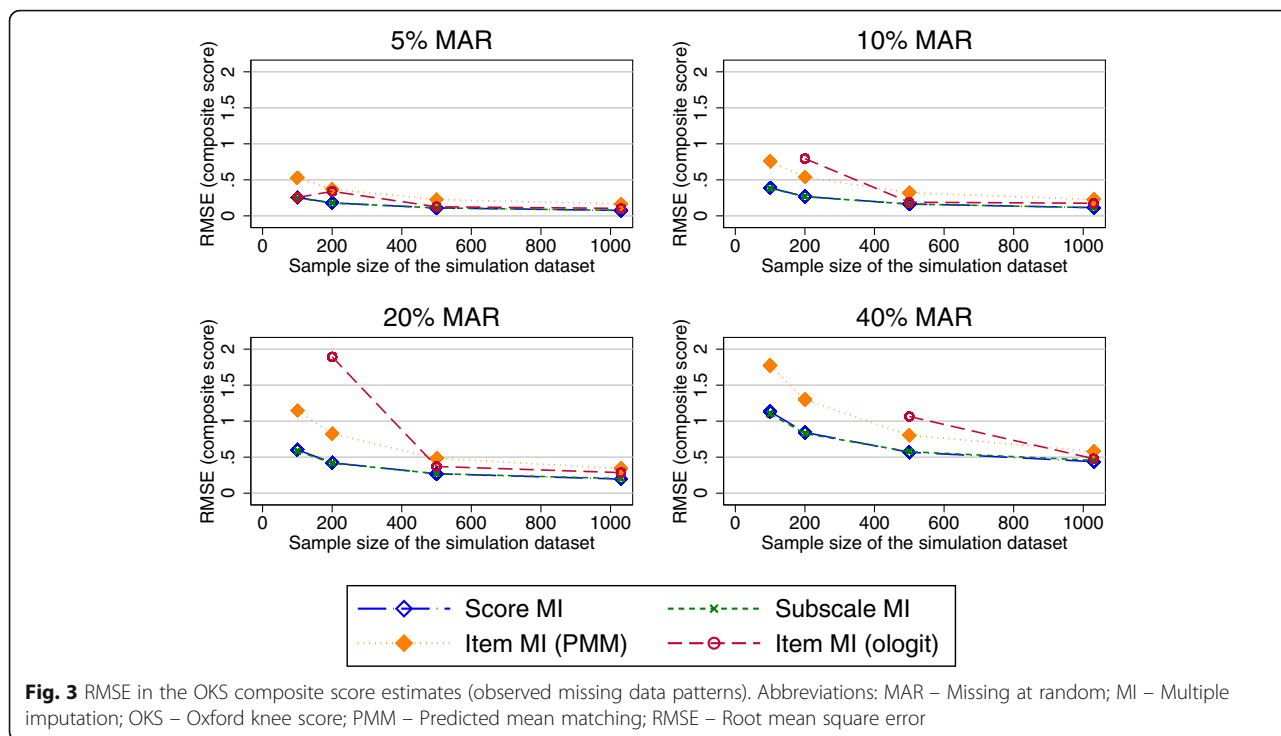 5% MAR
RMSE (composite score)
2
1.5
1
.5
0
0 200 400 600 800 1000
Sample size of the simulation dataset
10% MAR
RMSE (composite score)
2
1.5
1
.5
0
0 200 400 600 800 1000
Sample size of the simulation dataset
20% MAR
RMSE (composite score)
2
1.5
1
.5
0
0 200 400 600 800 1000
Sample size of the simulation dataset
40% MAR
RMSE (composite score)
2
1.5
1
.5
0
0 200 400 600 800 1000
Sample size of the simulation dataset
Score MI
Subscale MI
Item MI (PMM)
Item MI (ologit)
Fig. 3 RMSE in the OKS composite score estimates (observed missing data patterns). Abbreviations: MAR – Missing at random; MI – Multiple
imputation; OKS – Oxford knee score; PMM – Predicted mean matching; RMSE – Root mean square error